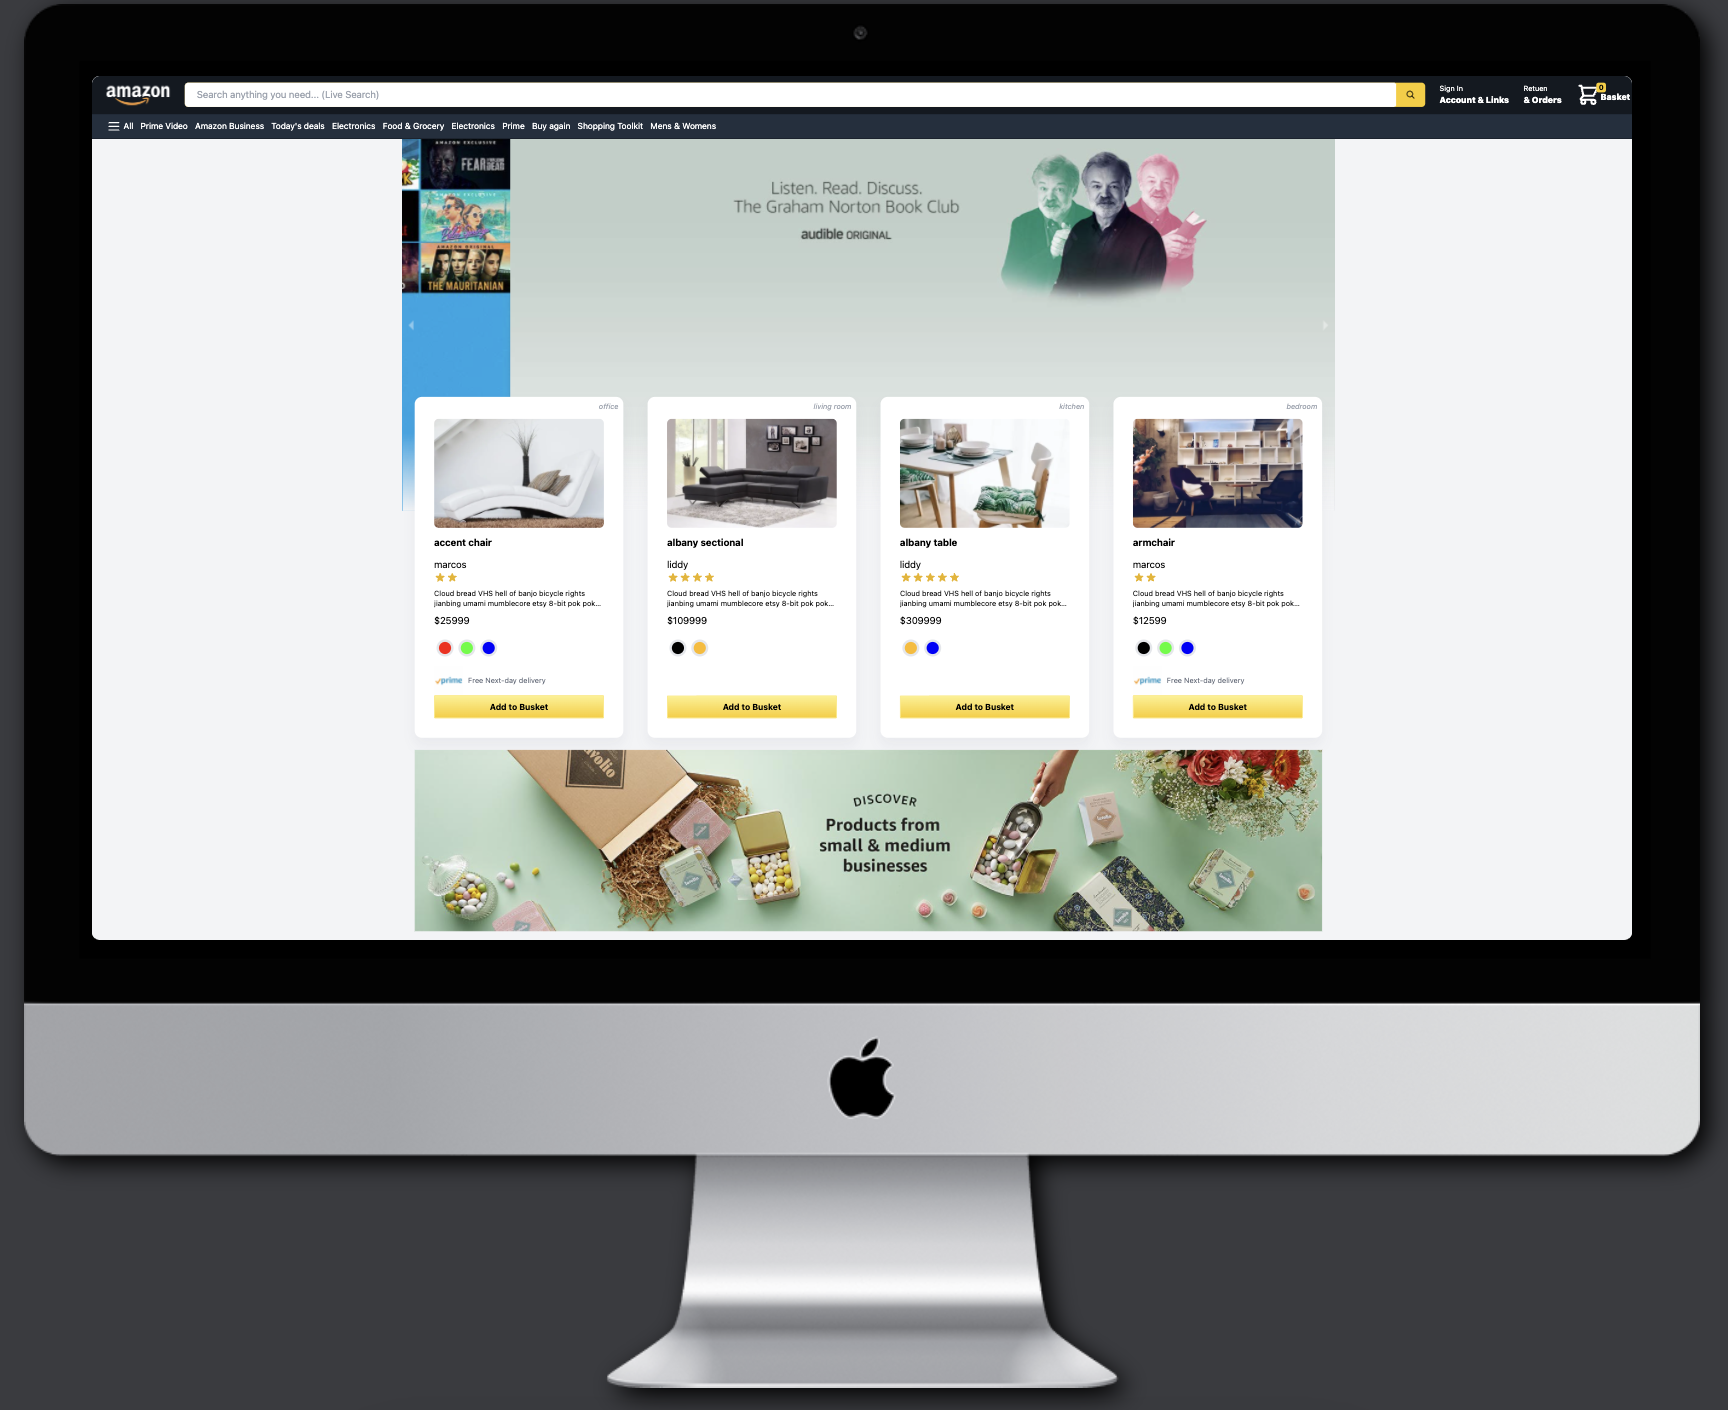 amazon
Search anything you need... (Live Search)
Sign In
Account & Links
Retuen
& Orders
0
Basket
All Prime Video Amazon Business Today's deals Electronics Food & Grocery Electronics Prime Buy again Shopping Toolkit Mens & Womens
AMAZON EXCLUSIVE
FEAR THE WALKING DEAD
AMAZON ORIGINAL
THE MAURITANIAN
Listen. Read. Discuss.
The Graham Norton Book Club
audible ORIGINAL
office
accent chair
marcos
Cloud bread VHS hell of banjo bicycle rights
jianbing umami mumblecore etsy 8-bit pok pok...
$25999
prime Free Next-day delivery
Add to Busket
living room
albany sectional
liddy
Cloud bread VHS hell of banjo bicycle rights
jianbing umami mumblecore etsy 8-bit pok pok...
$109999
Add to Busket
kitchen
albany table
liddy
Cloud bread VHS hell of banjo bicycle rights
jianbing umami mumblecore etsy 8-bit pok pok...
$309999
Add to Busket
bedroom
armchair
marcos
Cloud bread VHS hell of banjo bicycle rights
jianbing umami mumblecore etsy 8-bit pok pok...
$12599
prime Free Next-day delivery
Add to Busket
DISCOVER
Products from
small & medium
businesses